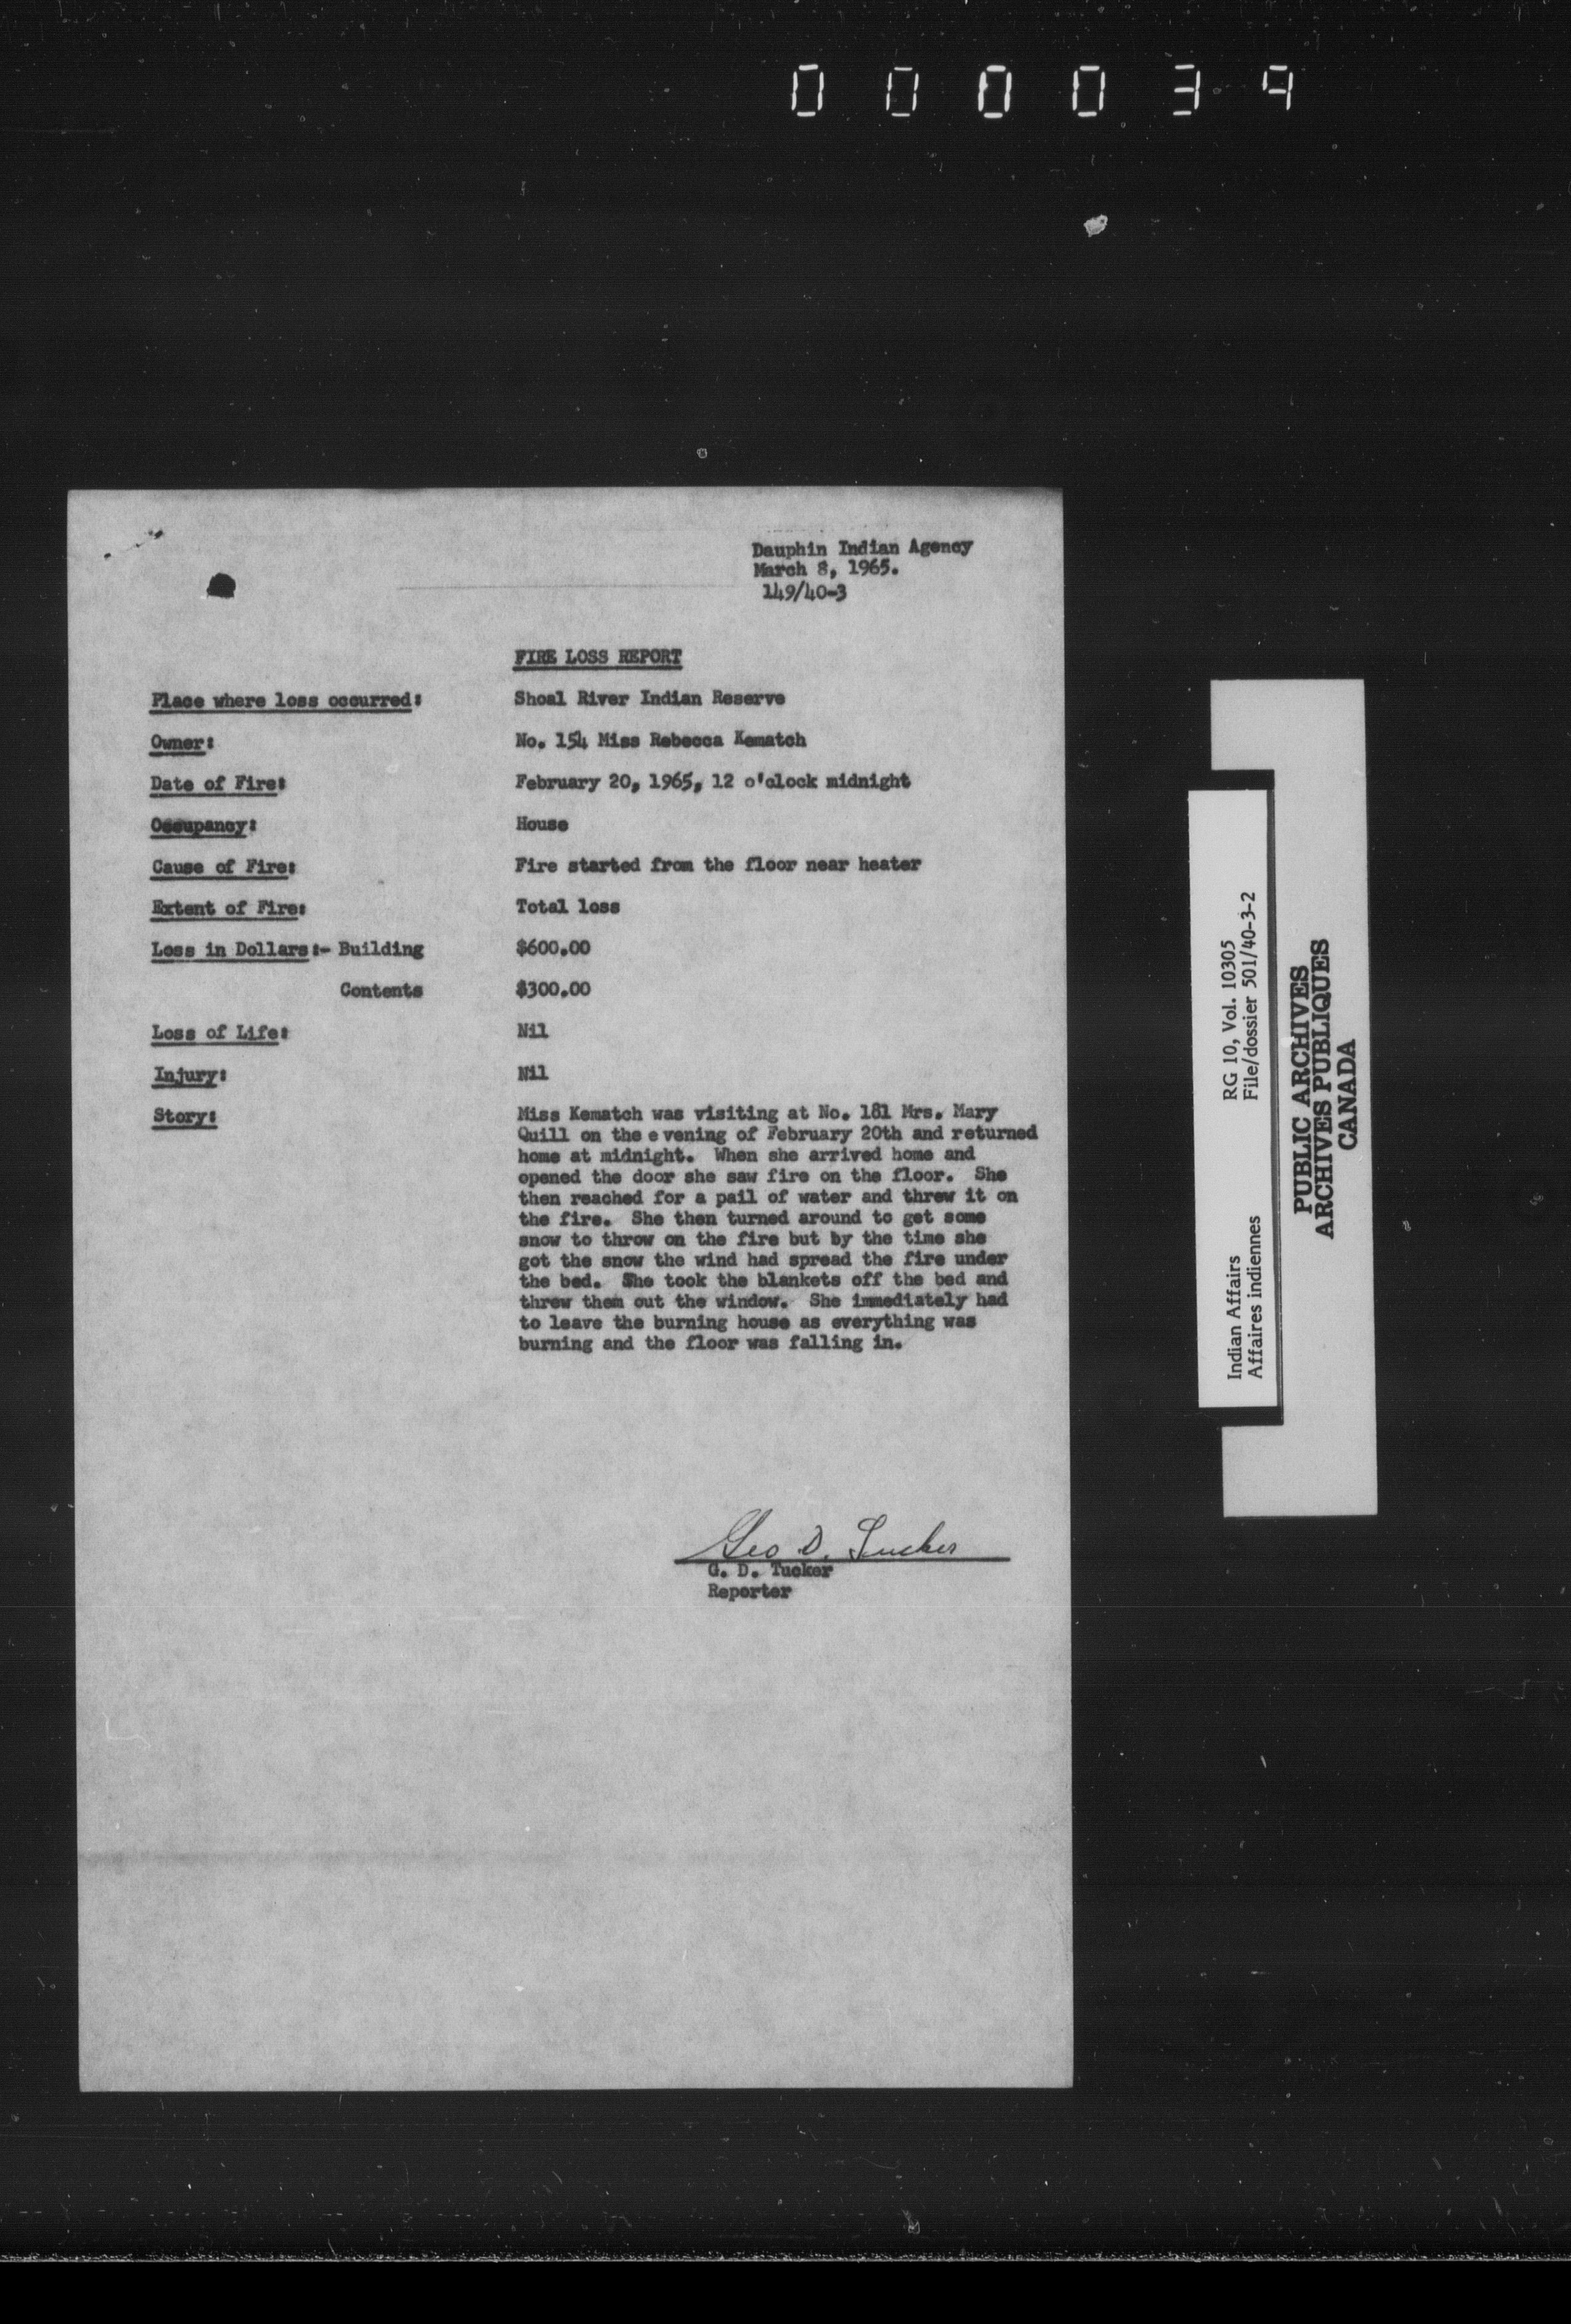 000039
Dauphin Indian Agency
March 8, 1965.
149/40-3
FIRE LOSS REPORT
Place where loss occurred: Shoal River Indian Reserve
Owner: No. 154 Miss Rebecca Kematch
Date of Fire: February 20, 1965, 12 o'clock midnight
Occupancy: House
Cause of Fire: Fire started from the floor near heater
Extent of Fire: Total loss
Loss in Dollars:- Building $600.00
Contents $300.00
Loss of Life: Nil
Injury: Nil
Story: Miss Kematch was visiting at No. 181 Mrs. Mary
Quill on the e vening of February 20th and returned
home at midnight. When she arrived home and
opened the door she saw fire on the floor. She
then reached for a pail of water and threw it on
the fire. She then turned around to get some
snow to throw on the fire but by the time she
got the snow the wind had spread the fire under
the bed. She took the blankets off the bed and
threw them out the window. She immediately had
to leave the burning house as everything was
burning and the floor was falling in.
Geo D. Tucker
G. D. Tucker
Reporter
Indian Affairs RG 10, Vol. 10305
Affaires indiennes File/dossier 501/40-3-2
PUBLIC ARCHIVES
ARCHIVES PUBLIQUES
CANADA